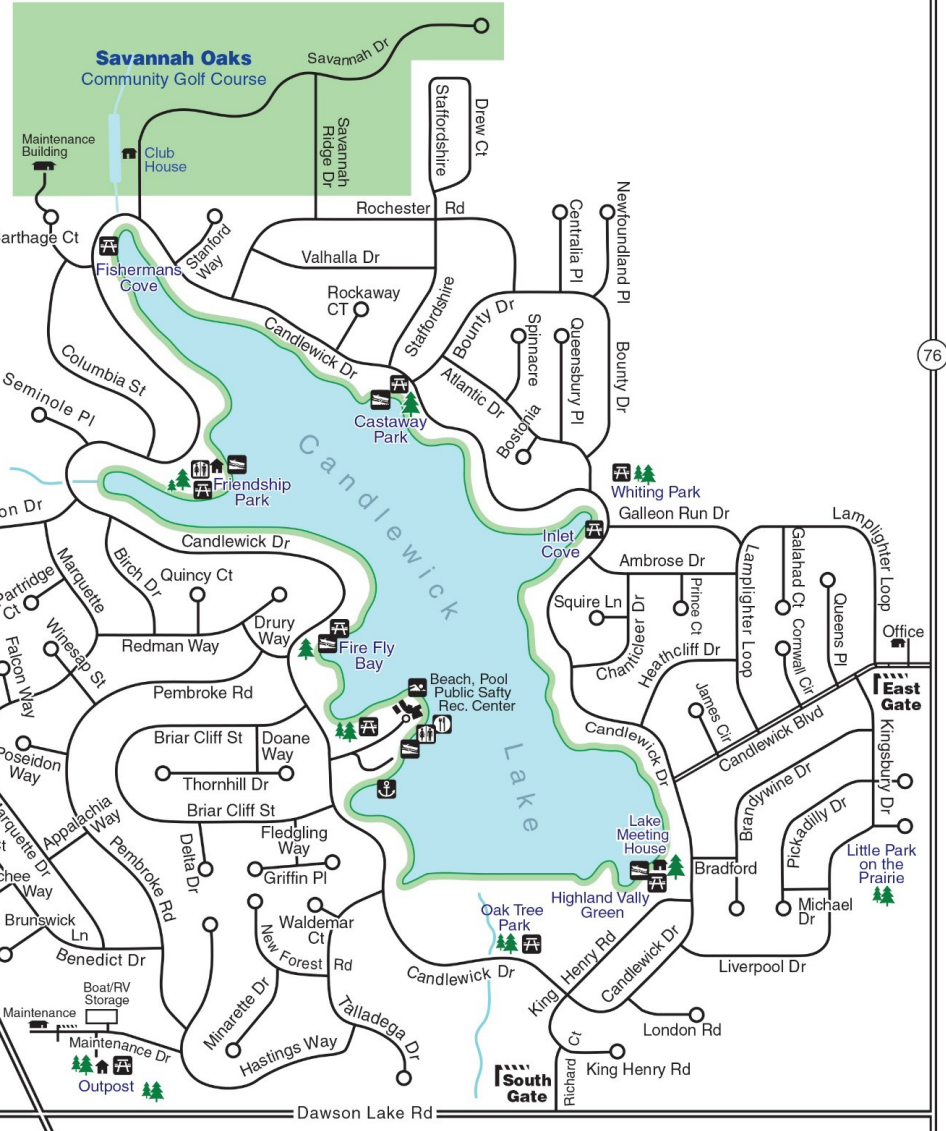 Savannah Oaks
Community Golf Course
Savannah Dr
Maintenance
Building
Club
House
Savannah
Ridge Dr
Staffordshire
Drew Ct
Rochester Rd
arthage Ct
Stanford
Way
Fishermans
Cove
Valhalla Dr
Rockaway
CT
Staffordshire
Centralia Pl
Newfoundland Pl
Candlewick Dr
Bounty Dr
Spinnacre
Queensbury Pl
Bounty Dr
76
Columbia St
Seminole Pl
Atlantic Dr
Bostonia
Castaway
Park
Candlewick
Lake
Friendship
Park
Whiting Park
Galleon Run Dr
Lamplighter Loop
on Dr
Candlewick Dr
Inlet
Cove
Ambrose Dr
Partridge
Ct
Marquette
Birch Dr
Quincy Ct
Squire Ln
Chanticleer Dr
Prince Ct
Lamplighter Loop
Galahad Ct
Queens Pl
Office
Falcon Way
Winesap St
Redman Way
Drury
Way
Fire Fly
Bay
Heathcliff Dr
Cornwall Cir
East
Gate
Pembroke Rd
Beach, Pool
Public Safty
Rec. Center
James Cir
Candlewick Blvd
Kingsbury Dr
Poseidon
Way
Briar Cliff St
Doane
Way
Thornhill Dr
Candlewick Dr
Brandywine Dr
Briar Cliff St
Pickadilly Dr
arquette Dr
Appalachia
Way
Pembroke Rd
Delta Dr
Fledgling
Way
Griffin Pl
Lake
Meeting
House
Bradford
Little Park
on the
Prairie
Ct
chee
Way
Highland Vally
Green
Michael
Dr
Brunswick
Ln
Waldemar
Ct
Oak Tree
Park
Benedict Dr
New Forest Rd
Candlewick Dr
King Henry Rd
Candlewick Dr
Liverpool Dr
Boat/RV
Storage
Maintenance
Maintenance Dr
Minarette Dr
Talladega Dr
London Rd
Hastings Way
Outpost
South
Gate
Richard Ct
King Henry Rd
Dawson Lake Rd